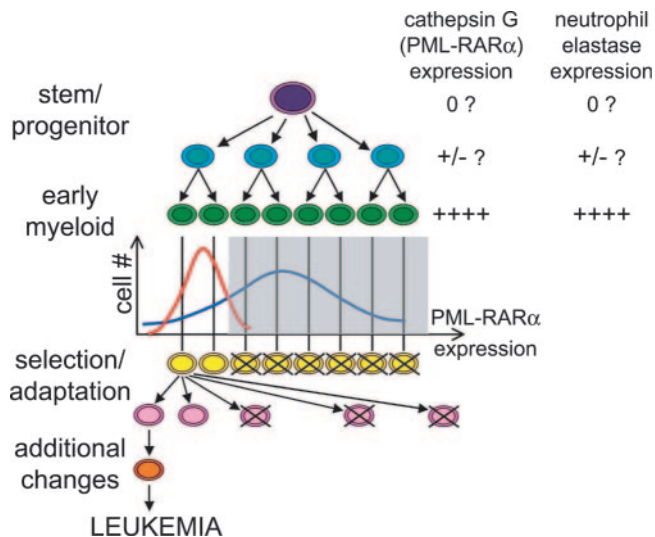 cathepsin G
(PML-RARα)
expression
neutrophil
elastase
expression
stem/
progenitor
0 ?
0 ?
+/- ?
+/- ?
early
myeloid
++++
++++
cell #
PML-RARα
expression
selection/
adaptation
additional
changes
LEUKEMIA